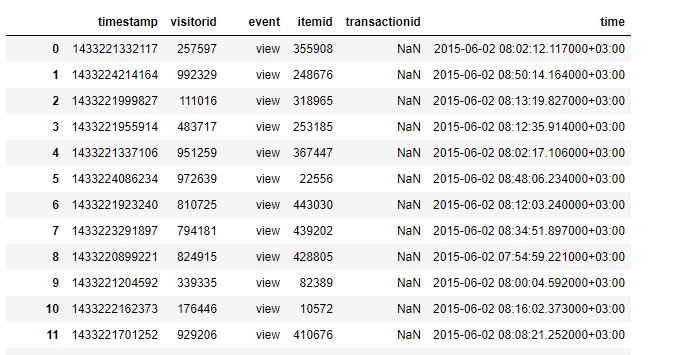 timestamp visitorid event itemid transactionid time
0 1433221332117 257597 view 355908 NaN 2015-06-02 08:02:12.117000+03:00
1 1433224214164 992329 view 248676 NaN 2015-06-02 08:50:14.164000+03:00
2 1433221999827 111016 view 318965 NaN 2015-06-02 08:13:19.827000+03:00
3 1433221955914 483717 view 253185 NaN 2015-06-02 08:12:35.914000+03:00
4 1433221337106 951259 view 367447 NaN 2015-06-02 08:02:17.106000+03:00
5 1433224086234 972639 view 22556 NaN 2015-06-02 08:48:06.234000+03:00
6 1433221923240 810725 view 443030 NaN 2015-06-02 08:12:03.240000+03:00
7 1433223291897 794181 view 439202 NaN 2015-06-02 08:34:51.897000+03:00
8 1433220899221 824915 view 428805 NaN 2015-06-02 07:54:59.221000+03:00
9 1433221204592 339335 view 82389 NaN 2015-06-02 08:00:04.592000+03:00
10 1433222162373 176446 view 10572 NaN 2015-06-02 08:16:02.373000+03:00
11 1433221701252 929206 view 410676 NaN 2015-06-02 08:08:21.252000+03:00